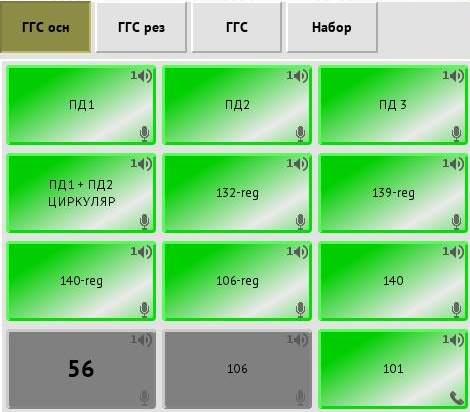 ГГС осн ГГС рез ГГС Набор
1 1 1
ПД1 ПД2 ПД 3
1 1 1
ПД1 + ПД2
ЦИРКУЛЯР 132-reg 139-reg
1 1 1
140-reg 106-reg 140
1 1 1
56 106 101